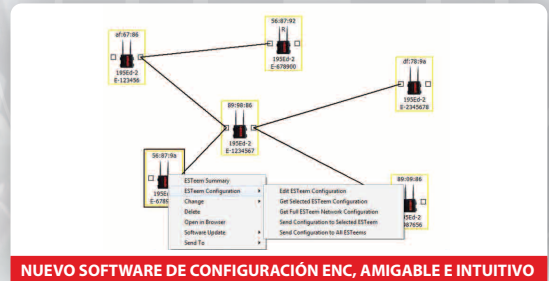 56:87:92
R
195Ed-2
E-678900
af:67:86
195Ed-2
E-123456
df:78:9a
195Ed-2
E-2345678
89:98:86
195Ed-2
E-1234567
56:87:9a
ESTeem Summary
ESTeem Configuration
Change
Delete
Open in Browser
Software Update
Send To
Edit ESTeem Configuration
Get Selected ESTeem Configuration
Get Full ESTeem Network Configuration
Send Configuration to Selected ESTeem
Send Configuration to All ESTeems
89:98:86
NUEVO SOFTWARE DE CONFIGURACIÓN ENC, AMIGABLE E INTUITIVO